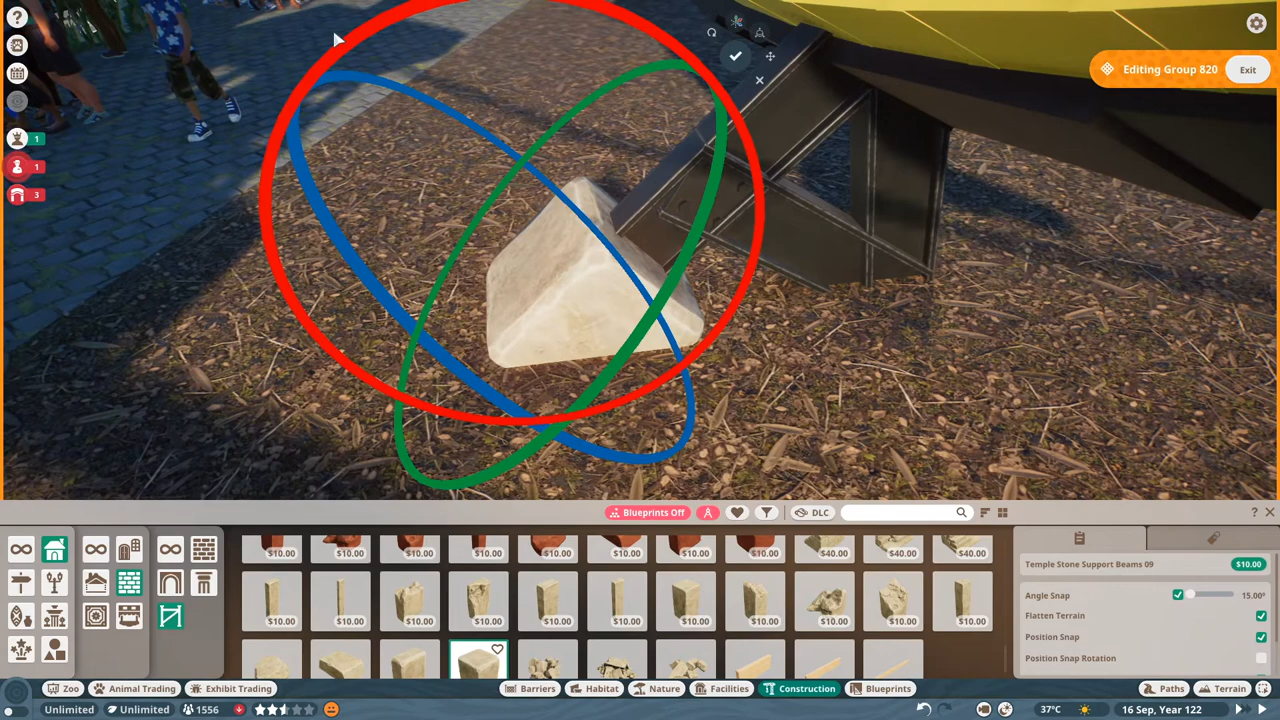 ?
Editing Group 820
Exit
1
1
3
Blueprints Off
DLC
? ×
$10.00 $10.00 $10.00 $10.00 $10.00 $10.00 $10.00 $10.00 $40.00 $40.00 $40.00
$10.00 $10.00 $10.00 $10.00 $10.00 $10.00 $10.00 $10.00 $10.00 $10.00 $10.00
Temple Stone Support Beams 09 $10.00
Angle Snap 15.00°
Flatten Terrain
Position Snap
Position Snap Rotation
Zoo Animal Trading Exhibit Trading Barriers Habitat Nature Facilities Construction Blueprints Paths Terrain
Unlimited Unlimited 1556 37°C 16 Sep, Year 122